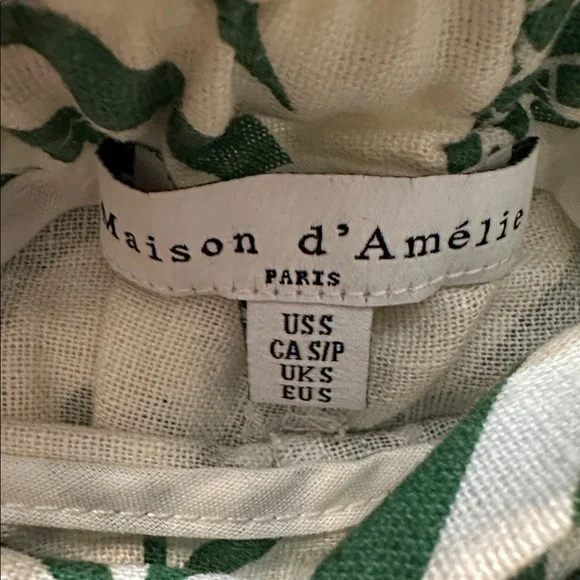 Maison d'Amélie
PARIS
US S
CA S/P
UK S
EU S